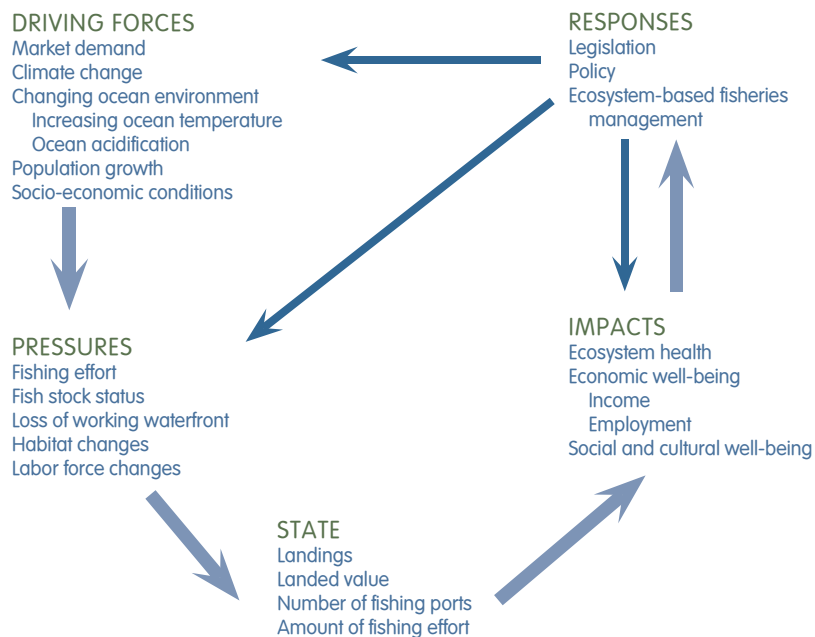 DRIVING FORCES
Market demand
Climate change
Changing ocean environment
Increasing ocean temperature
Ocean acidification
Population growth
Socio-economic conditions
RESPONSES
Legislation
Policy
Ecosystem-based fisheries
management
PRESSURES
Fishing effort
Fish stock status
Loss of working waterfront
Habitat changes
Labor force changes
STATE
Landings
Landed value
Number of fishing ports
Amount of fishing effort
IMPACTS
Ecosystem health
Economic well-being
Income
Employment
Social and cultural well-being